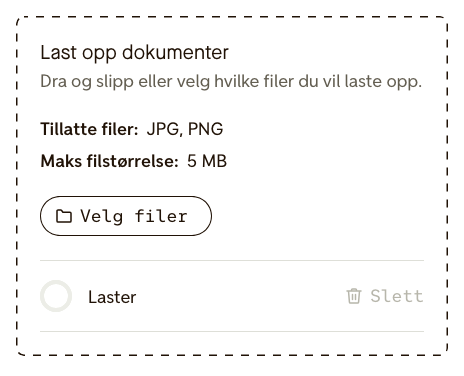 Last opp dokumenter
Dra og slipp eller velg hvilke filer du vil laste opp.
Tillatte filer: JPG, PNG
Maks filstørrelse: 5 MB
Velg filer
Laster Slett